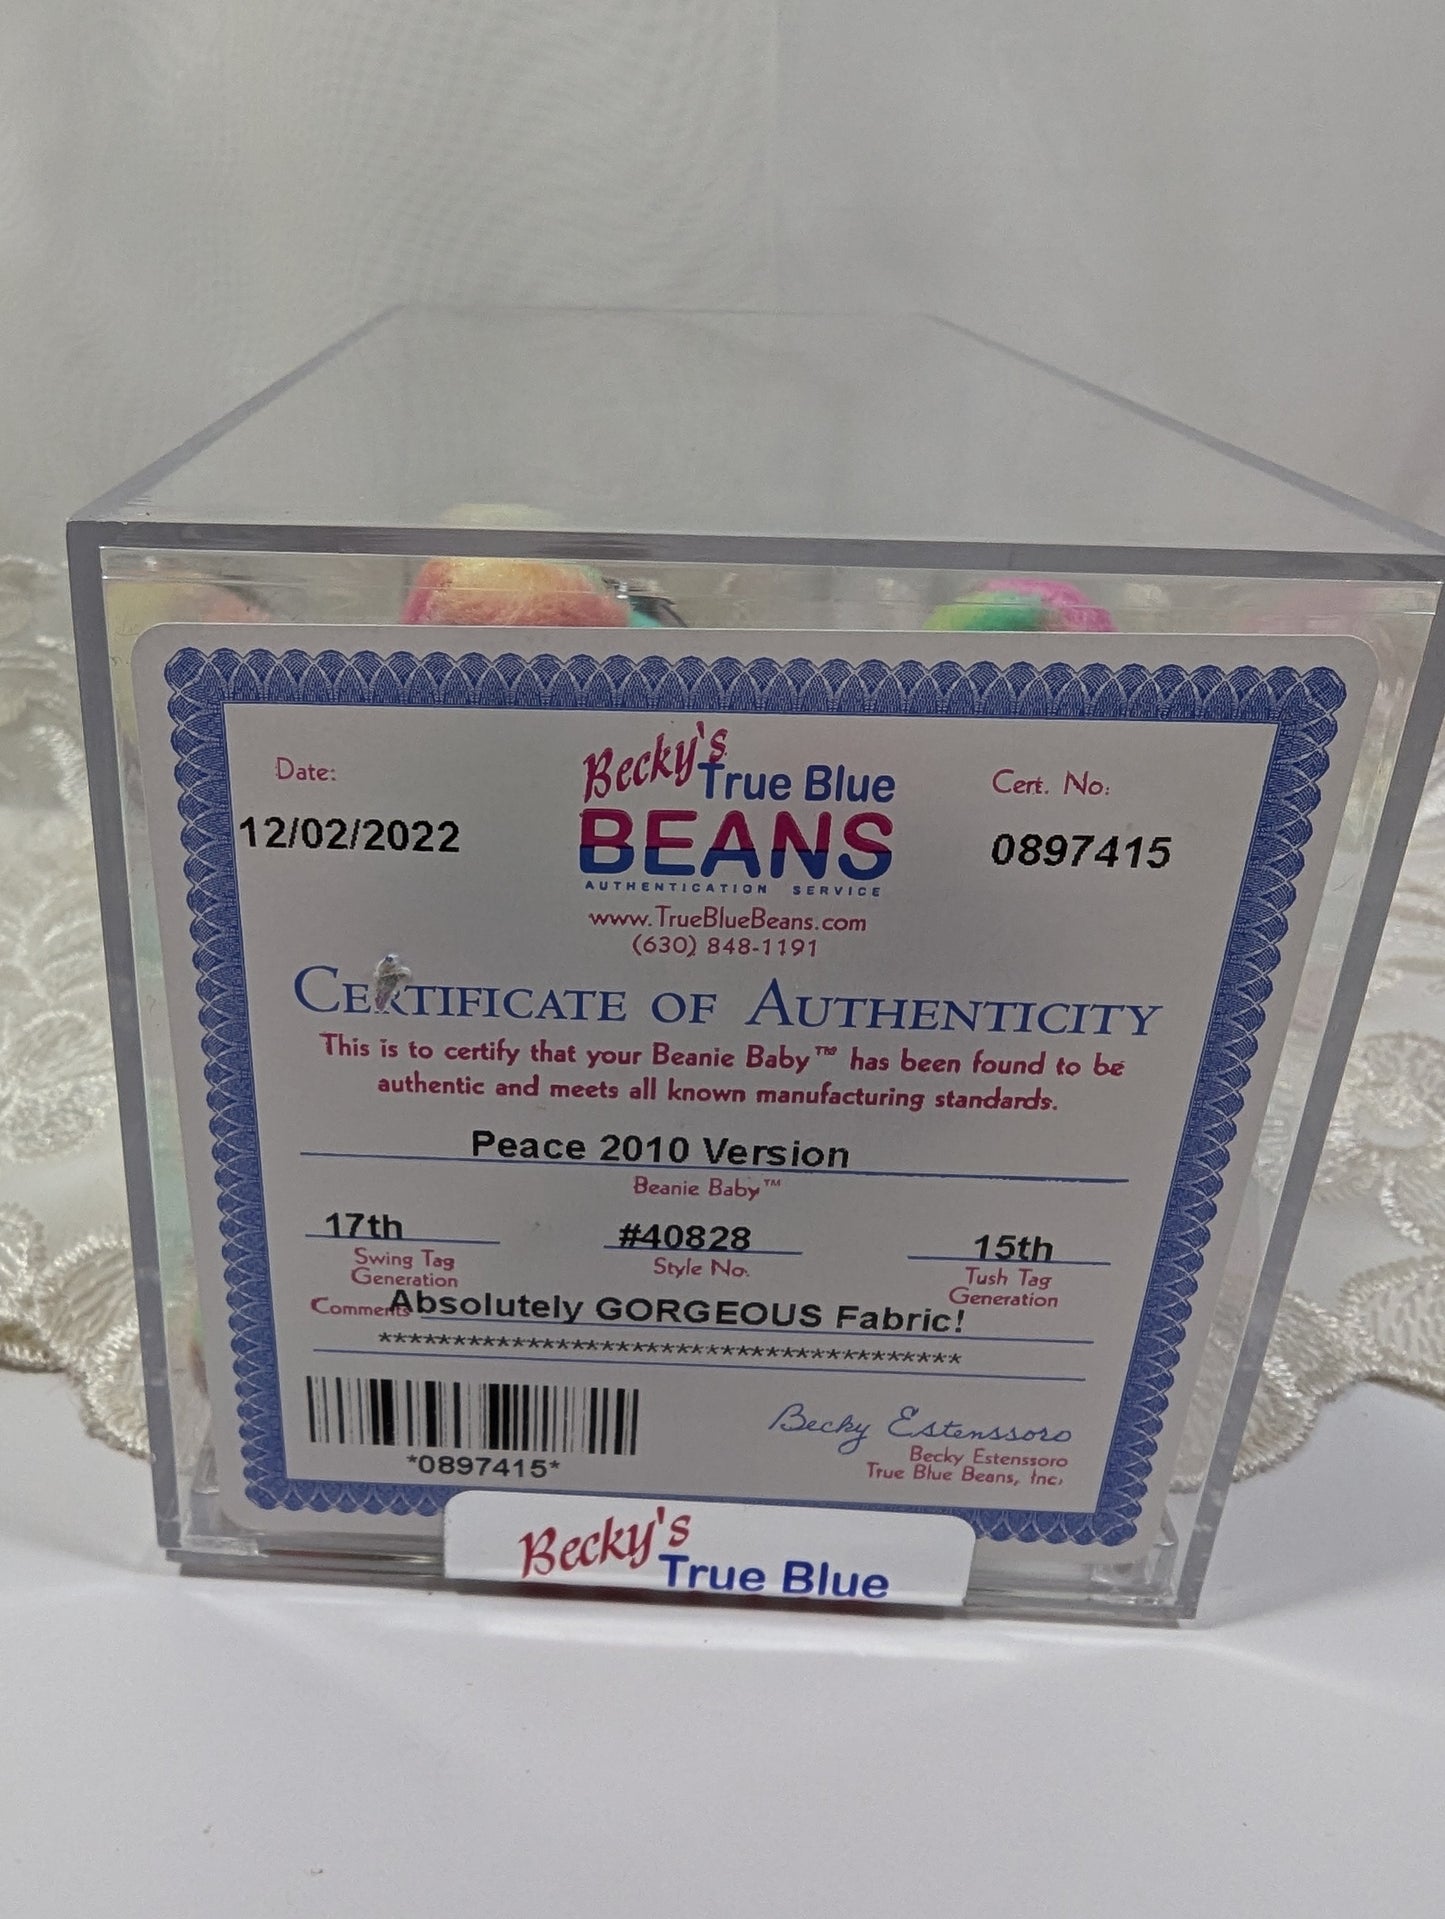 Date:
12/02/2022
Becky's
True Blue
BEANS
AUTHENTICATION SERVICE
www.TrueBlueBeans.com
(630) 848-1191
Cert. No:
0897415
CERTIFICATE OF AUTHENTICITY
This is to certify that your Beanie Baby™ has been found to be
authentic and meets all known manufacturing standards.
Peace 2010 Version
Beanie Baby™
17th #40828 15th
Swing Tag Generation
Style No.
Tush Tag Generation
Comments Absolutely GORGEOUS Fabric!
****************************************
*0897415*
Becky Estenssoro
Becky Estenssoro
True Blue Beans, Inc.
Becky's
True Blue